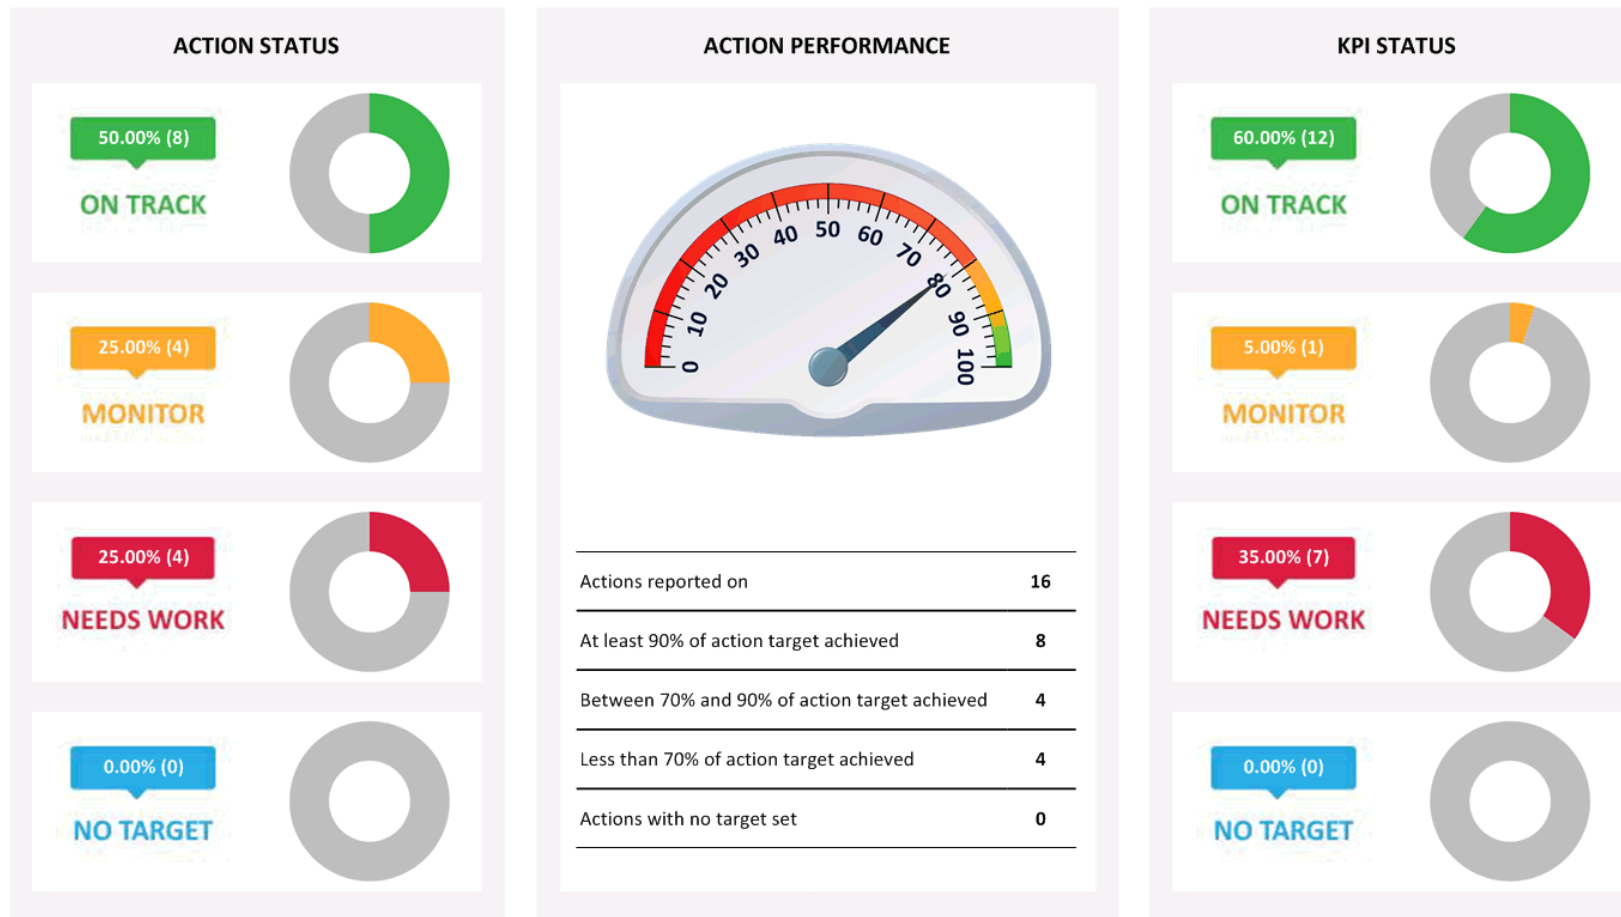 ACTION STATUS
50.00% (8)
ON TRACK
25.00% (4)
MONITOR
25.00% (4)
NEEDS WORK
0.00% (0)
NO TARGET
ACTION PERFORMANCE
0
10
20
30
40
50
60
70
80
90
100
Actions reported on 16
At least 90% of action target achieved 8
Between 70% and 90% of action target achieved 4
Less than 70% of action target achieved 4
Actions with no target set 0
KPI STATUS
60.00% (12)
ON TRACK
5.00% (1)
MONITOR
35.00% (7)
NEEDS WORK
0.00% (0)
NO TARGET